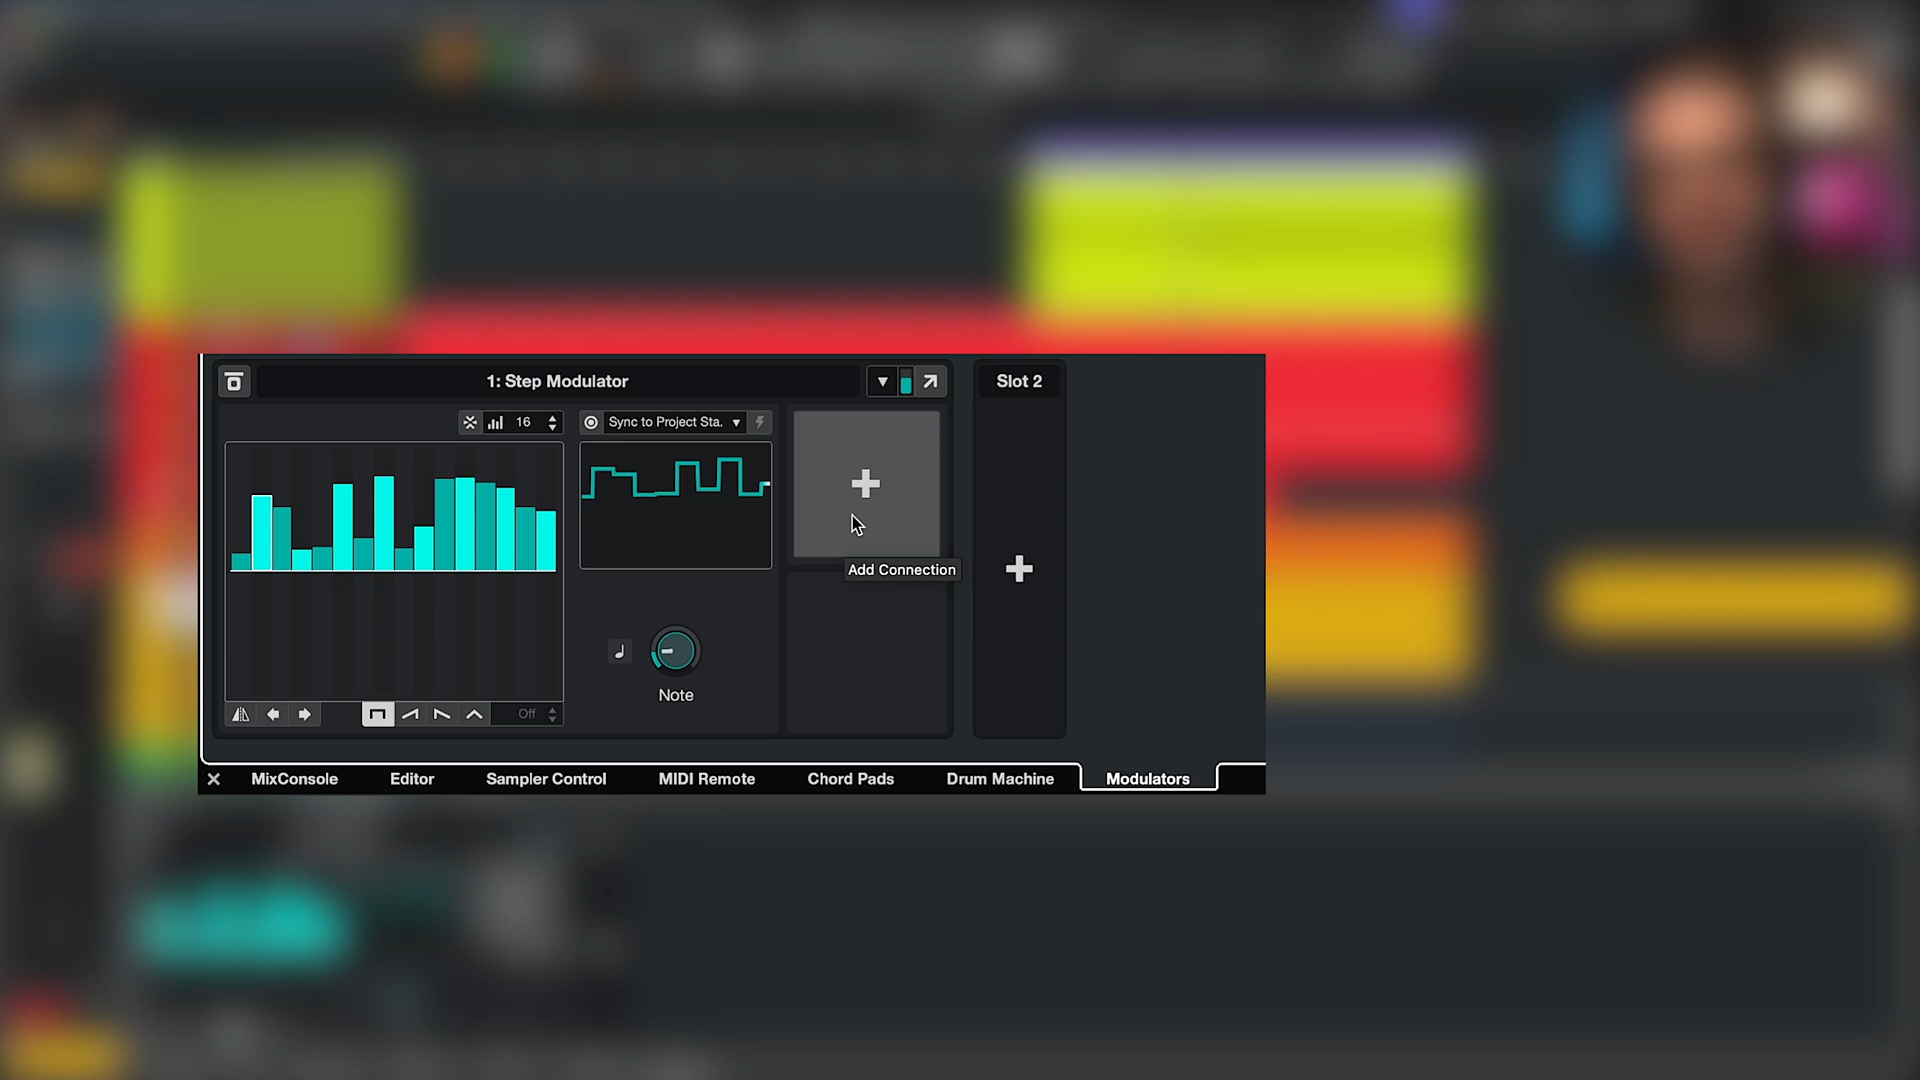 1: Step Modulator
Slot 2
16
Sync to Project Sta.
Add Connection
Note
Off
MixConsole
Editor
Sampler Control
MIDI Remote
Chord Pads
Drum Machine
Modulators